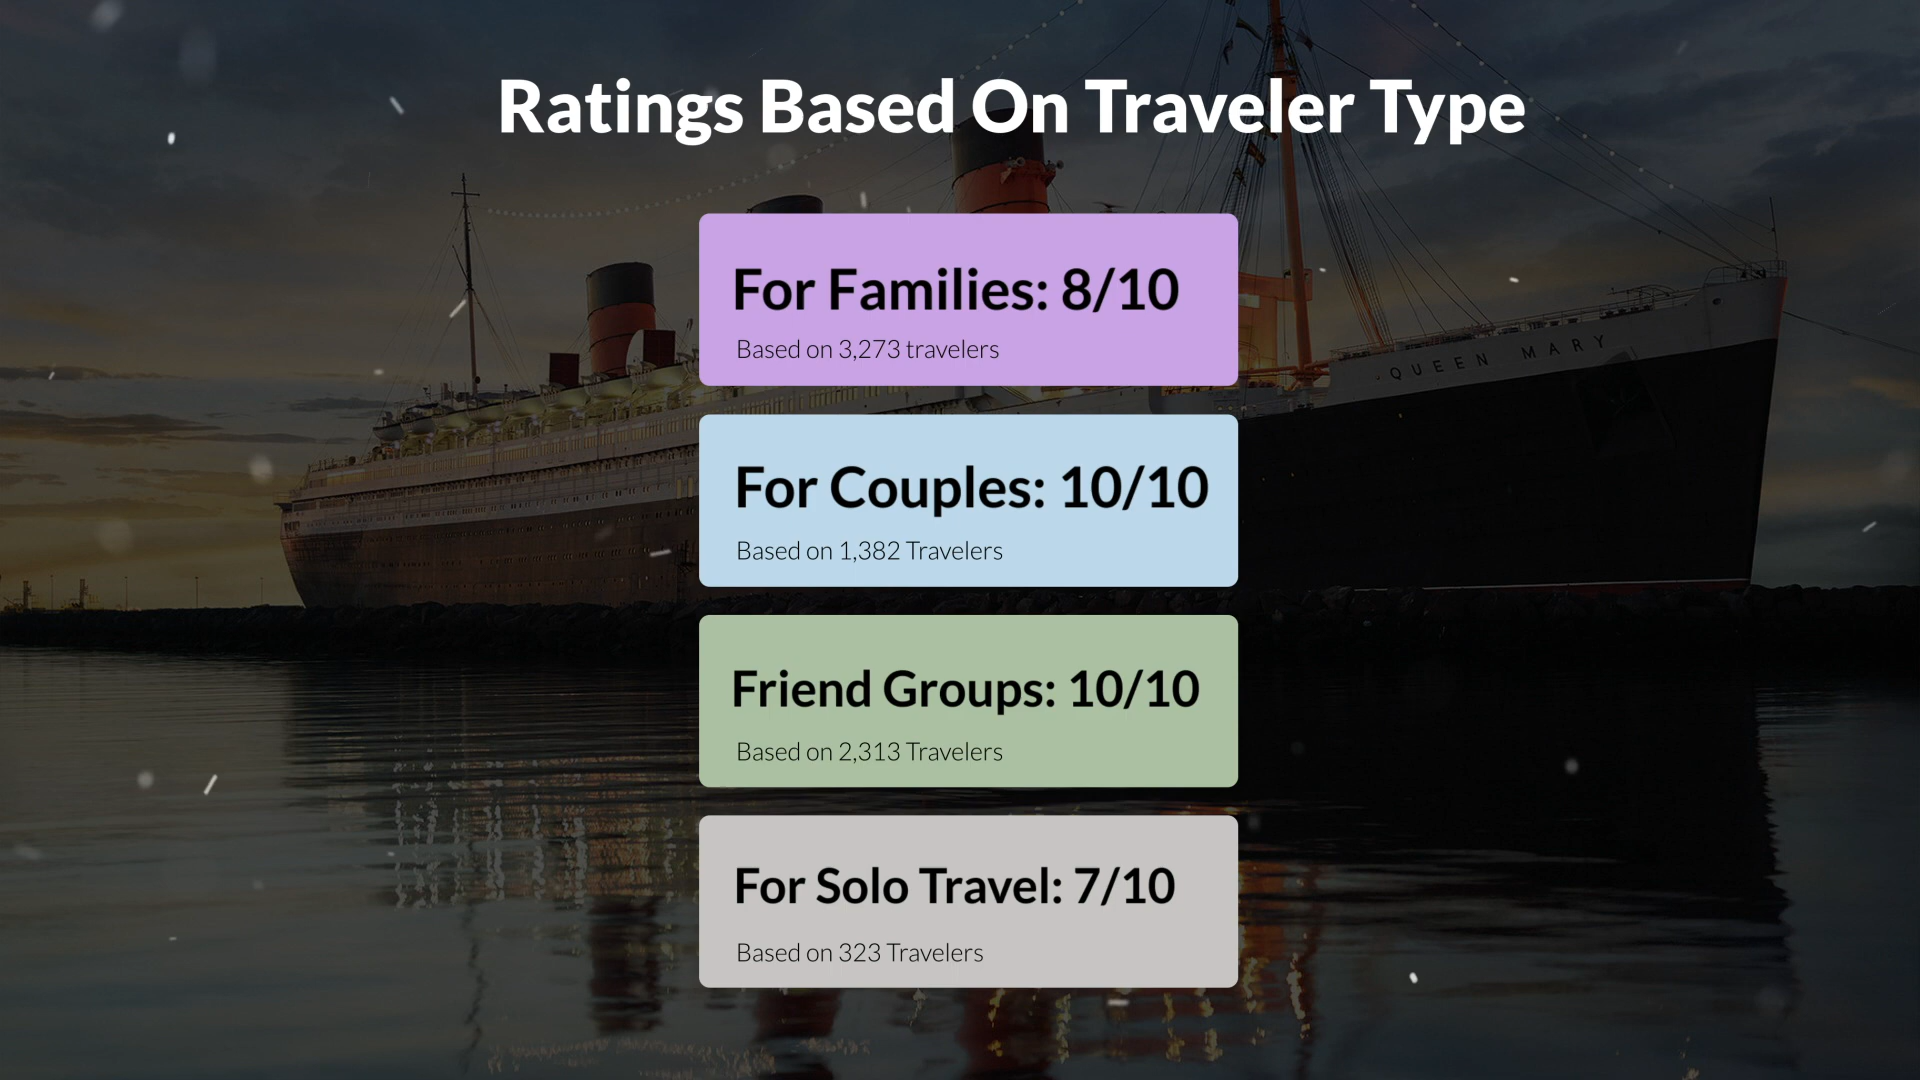 Ratings Based On Traveler Type
For Families: 8/10
Based on 3,273 travelers
QUEEN MARY
For Couples: 10/10
Based on 1,382 Travelers
Friend Groups: 10/10
Based on 2,313 Travelers
For Solo Travel: 7/10
Based on 323 Travelers